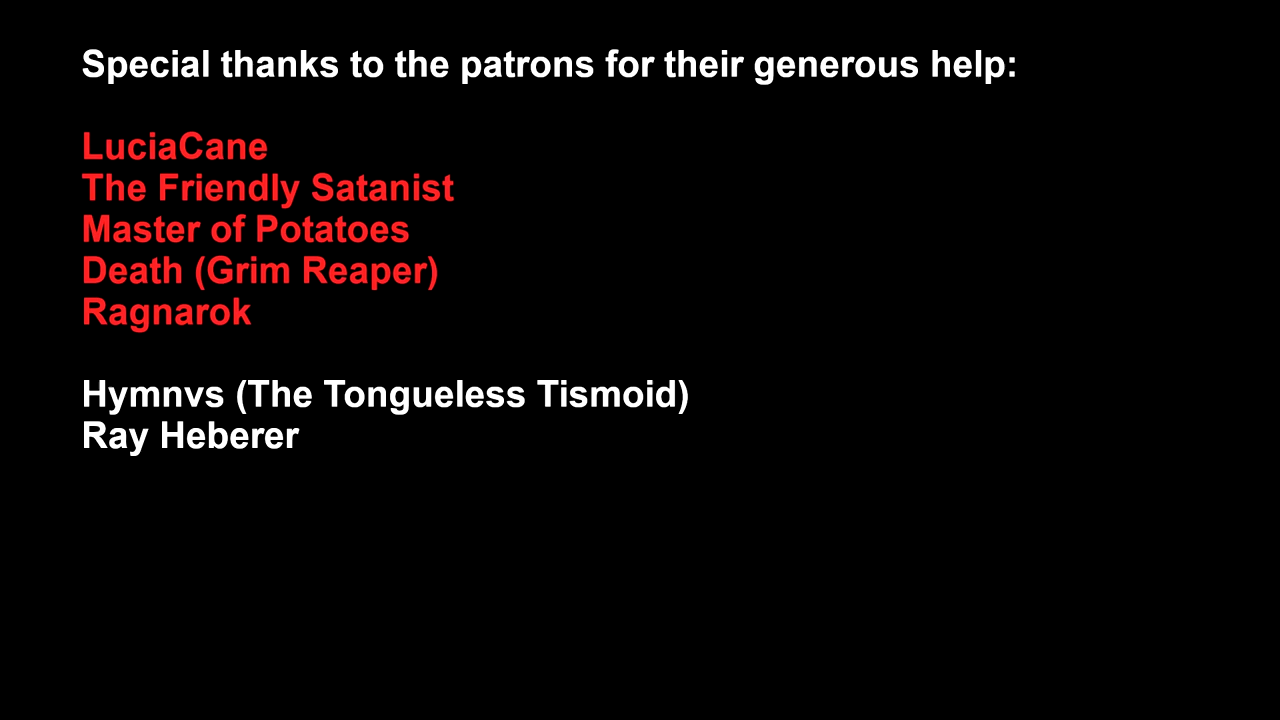 Special thanks to the patrons for their generous help:
LuciaCane
The Friendly Satanist
Master of Potatoes
Death (Grim Reaper)
Ragnarok
Hymnvs (The Tongueless Tismoid)
Ray Heberer